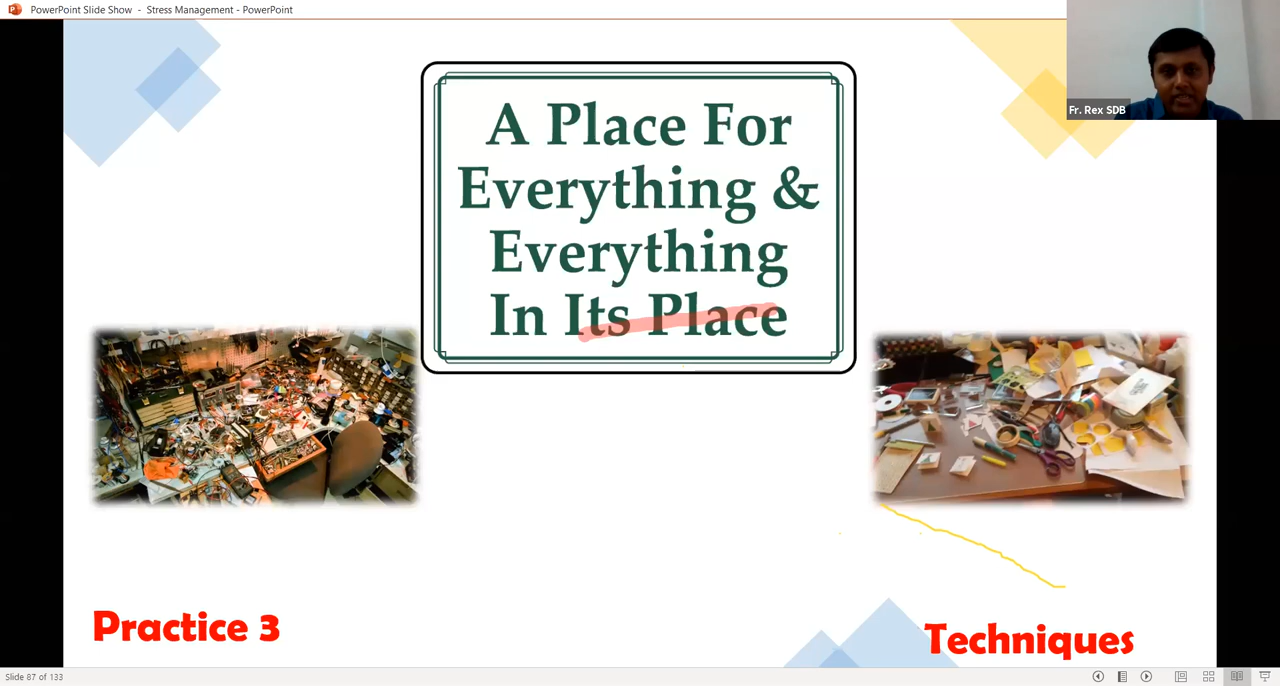 PowerPoint Slide Show - Stress Management - PowerPoint
Fr. Rex SDB
A Place For
Everything &
Everything
In Its Place
Practice 3
Techniques
Slide 87 of 133